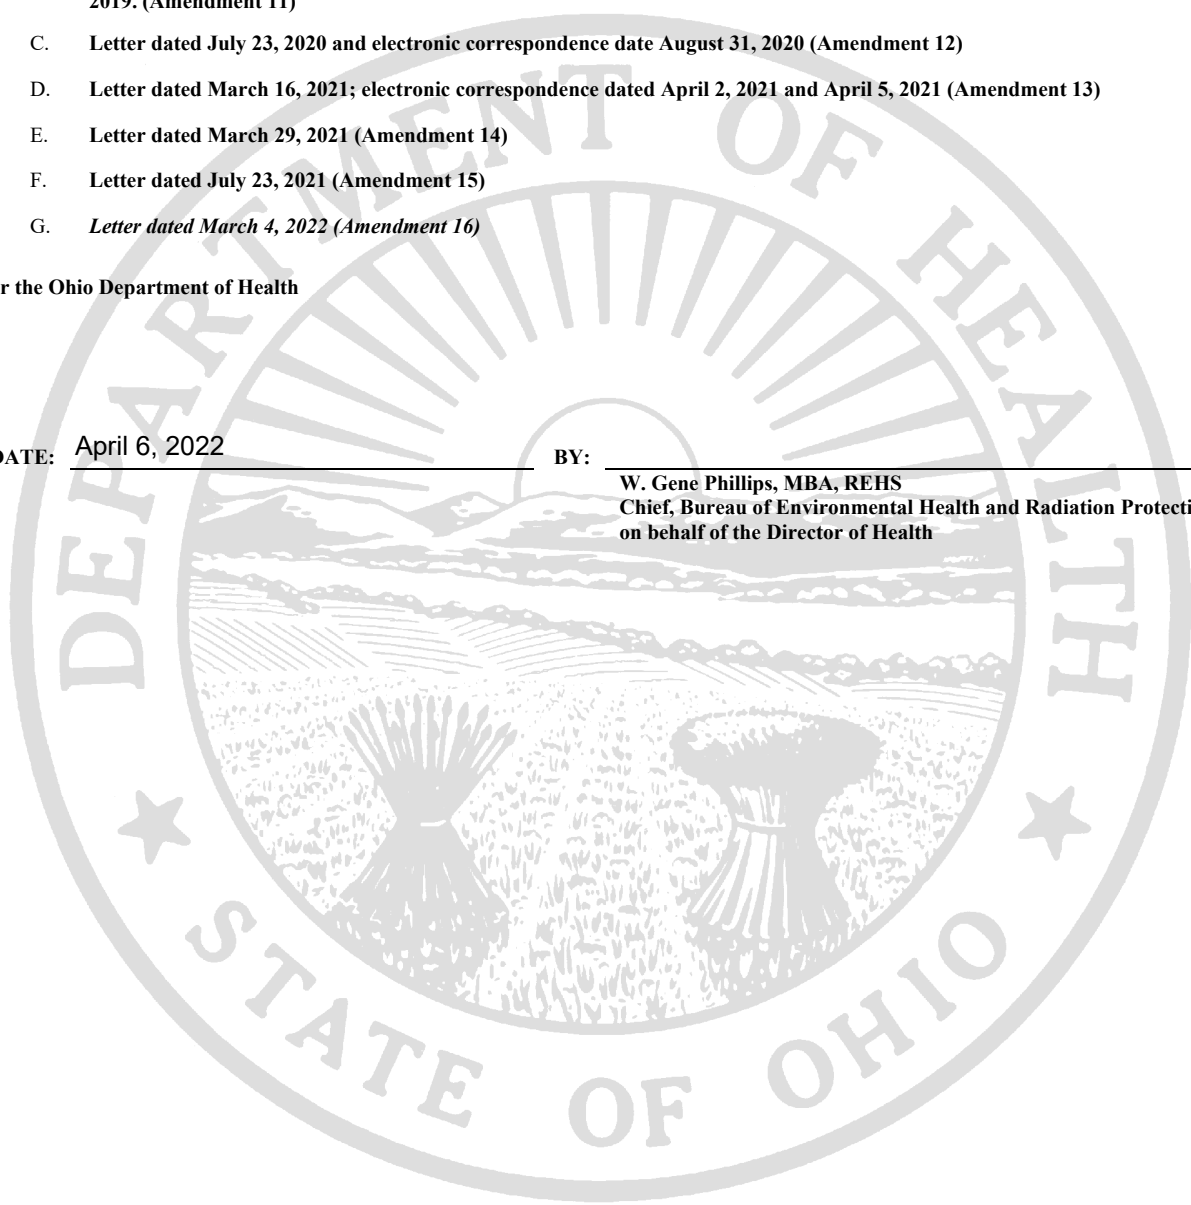 2019. (Amendment 11)
C. Letter dated July 23, 2020 and electronic correspondence date August 31, 2020 (Amendment 12)
D. Letter dated March 16, 2021; electronic correspondence dated April 2, 2021 and April 5, 2021 (Amendment 13)
E. Letter dated March 29, 2021 (Amendment 14)
F. Letter dated July 23, 2021 (Amendment 15)
G. Letter dated March 4, 2022 (Amendment 16)
r the Ohio Department of Health
DATE: April 6, 2022 BY:
W. Gene Phillips, MBA, REHS
Chief, Bureau of Environmental Health and Radiation Protecti
on behalf of the Director of Health
DEPARTMENT OF HEALTH
STATE OF OHIO